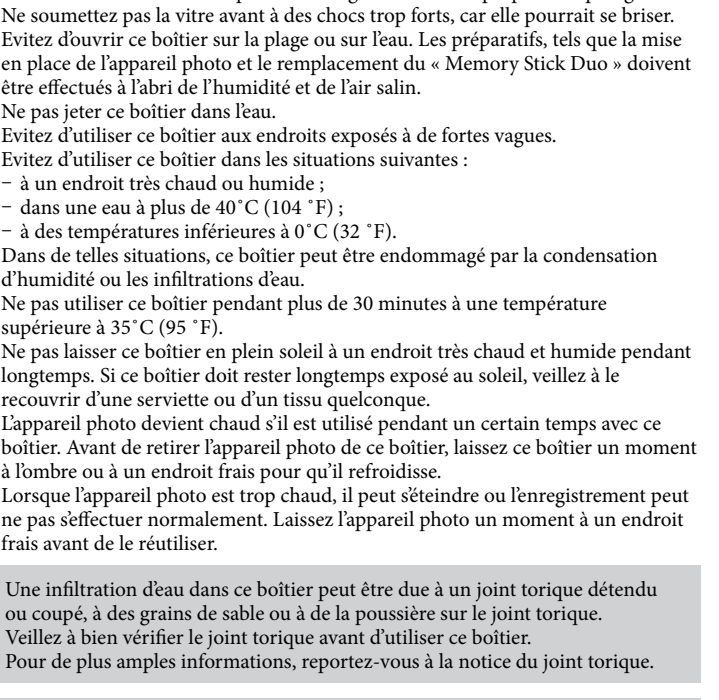 Ne soumettez pas la vitre avant à des chocs trop forts, car elle pourrait se briser.
Evitez d’ouvrir ce boîtier sur la plage ou sur l’eau. Les préparatifs, tels que la mise
en place de l’appareil photo et le remplacement du « Memory Stick Duo » doivent
être effectués à l’abri de l’humidité et de l’air salin.
Ne pas jeter ce boîtier dans l’eau.
Evitez d’utiliser ce boîtier aux endroits exposés à de fortes vagues.
Evitez d’utiliser ce boîtier dans les situations suivantes :
– à un endroit très chaud ou humide ;
– dans une eau à plus de 40˚C (104 ˚F) ;
– à des températures inférieures à 0˚C (32 ˚F).
Dans de telles situations, ce boîtier peut être endommagé par la condensation
d’humidité ou les infiltrations d’eau.
Ne pas utiliser ce boîtier pendant plus de 30 minutes à une température
supérieure à 35˚C (95 ˚F).
Ne pas laisser ce boîtier en plein soleil à un endroit très chaud et humide pendant
longtemps. Si ce boîtier doit rester longtemps exposé au soleil, veillez à le
recouvrir d’une serviette ou d’un tissu quelconque.
L’appareil photo devient chaud s’il est utilisé pendant un certain temps avec ce
boîtier. Avant de retirer l’appareil photo de ce boîtier, laissez ce boîtier un moment
à l’ombre ou à un endroit frais pour qu’il refroidisse.
Lorsque l’appareil photo est trop chaud, il peut s’éteindre ou l’enregistrement peut
ne pas s’effectuer normalement. Laissez l’appareil photo un moment à un endroit
frais avant de le réutiliser.
Une infiltration d’eau dans ce boîtier peut être due à un joint torique détendu
ou coupé, à des grains de sable ou à de la poussière sur le joint torique.
Veillez à bien vérifier le joint torique avant d’utiliser ce boîtier.
Pour de plus amples informations, reportez-vous à la notice du joint torique.